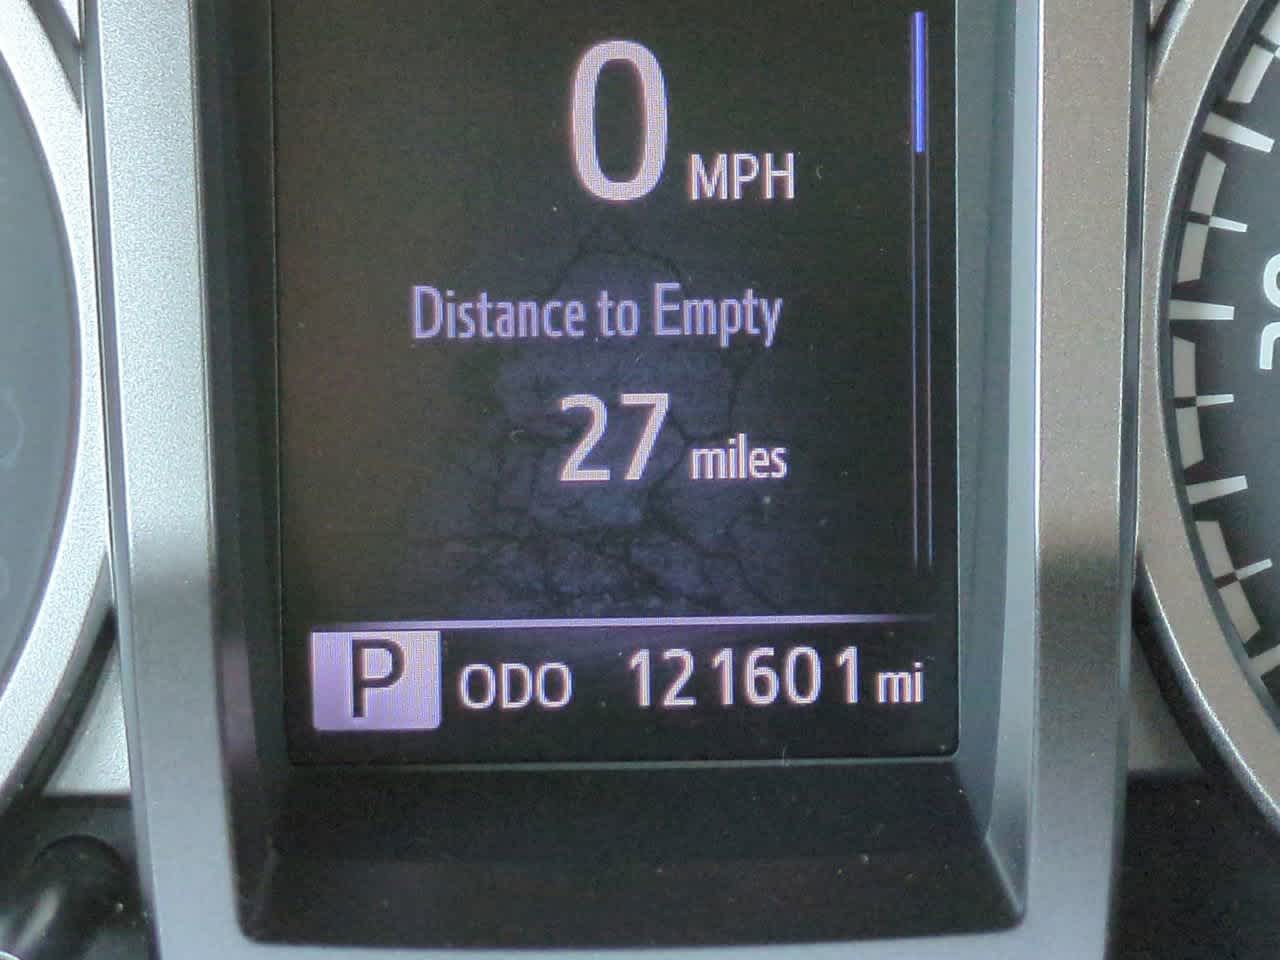 0 MPH
Distance to Empty
27 miles
P ODO 121601 mi